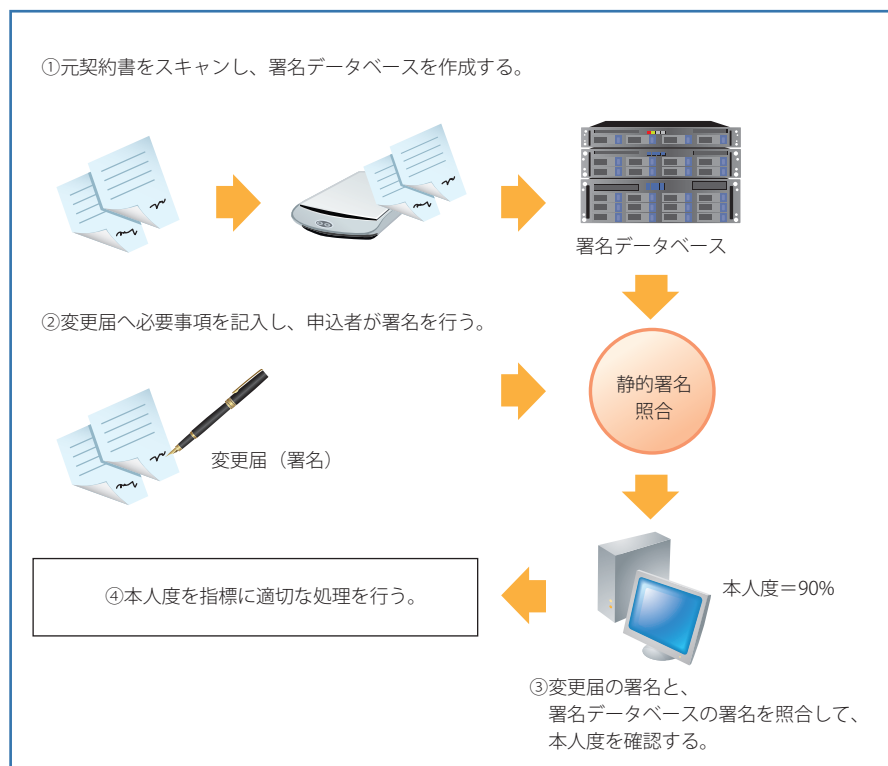 ①元契約書をスキャンし、署名データベースを作成する。
署名データベース
②変更届へ必要事項を記入し、申込者が署名を行う。
静的署名
照合
変更届（署名）
本人度＝90%
④本人度を指標に適切な処理を行う。
③変更届の署名と、
署名データベースの署名を照合して、
本人度を確認する。